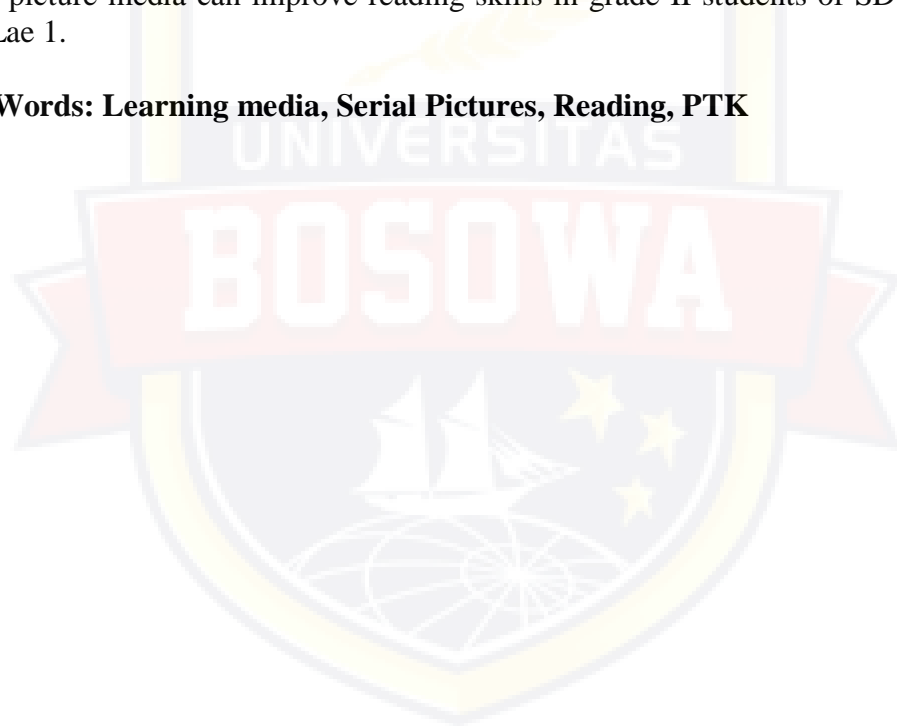 picture media can improve reading skills in grade II students of SD
Lae 1.
Words: Learning media, Serial Pictures, Reading, PTK
UNIVERSITAS
BOSOWA